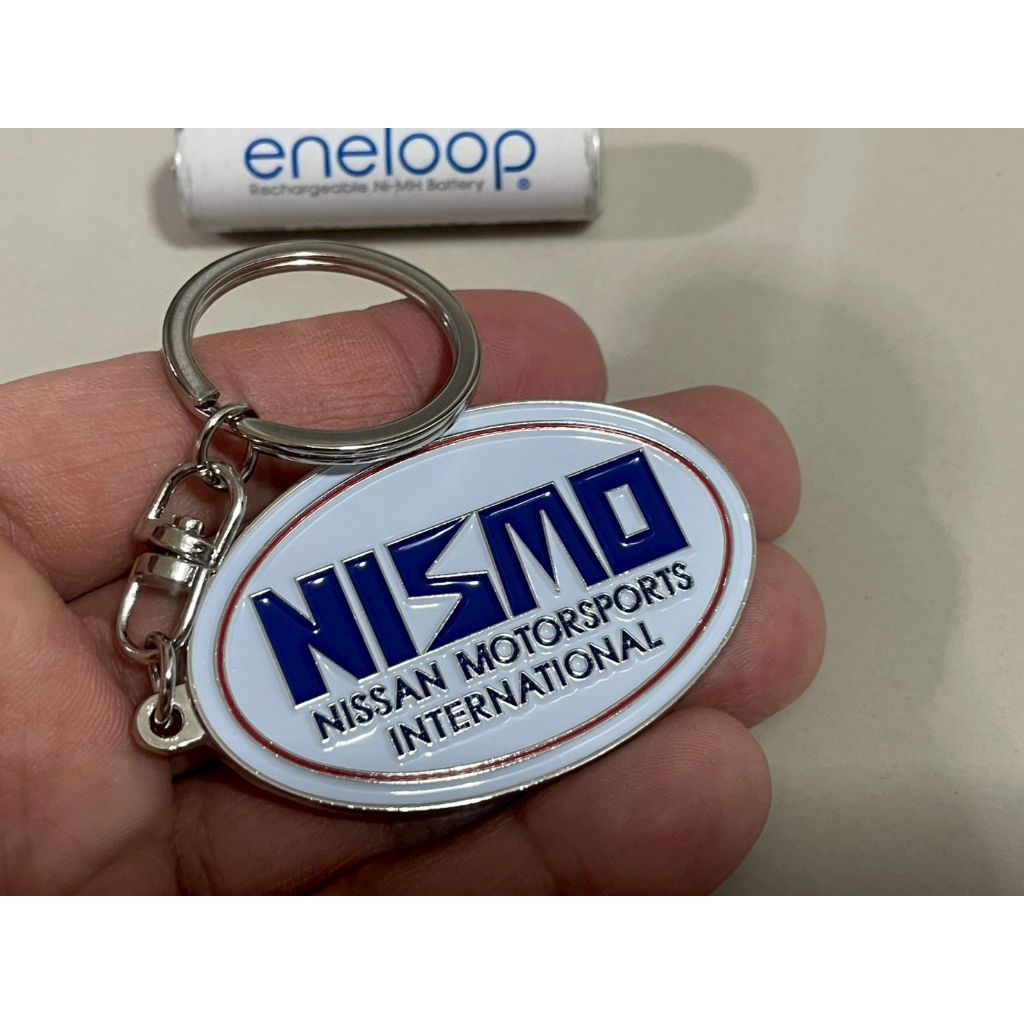 eneloop
Rechargeable Ni-MH Battery ®
NISMO
NISSAN MOTORSPORTS
INTERNATIONAL